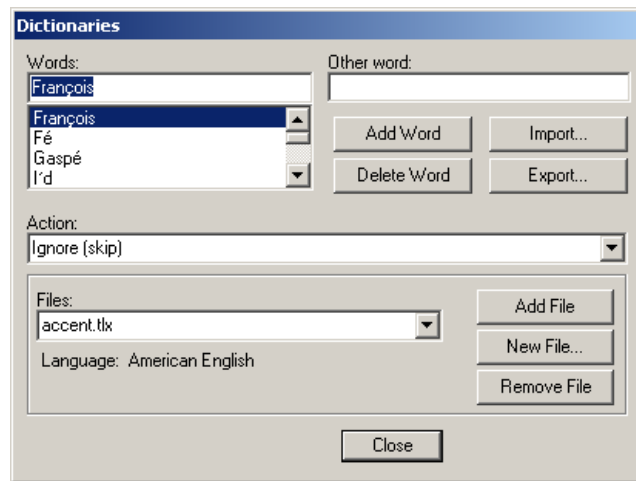 Dictionaries
Words:
Other word:
François
François
Fé
Gaspé
I'd
Add Word
Import...
Delete Word
Export...
Action:
Ignore (skip)
Files:
accent.tlx
Language: American English
Add File
New File...
Remove File
Close